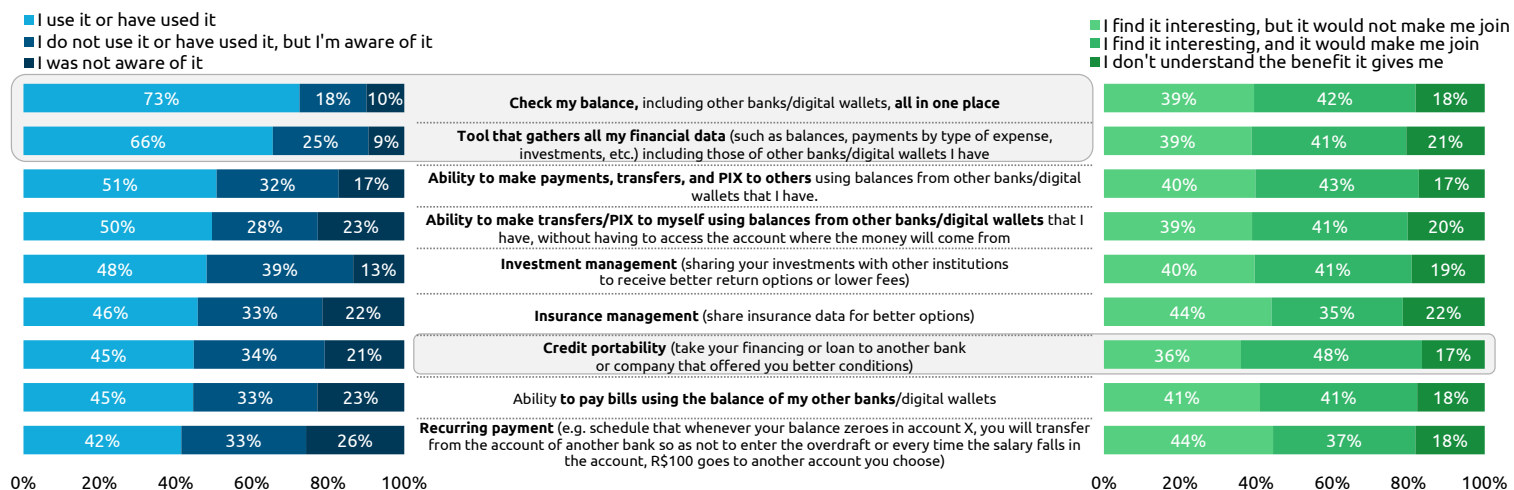 I use it or have used it
I do not use it or have used it, but I'm aware of it
I was not aware of it
I find it interesting, but it would not make me join
I find it interesting, and it would make me join
I don't understand the benefit it gives me
73% 18% 10%
Check my balance, including other banks/digital wallets, all in one place
39% 42% 18%
66% 25% 9%
Tool that gathers all my financial data (such as balances, payments by type of expense,
investments, etc.) including those of other banks/digital wallets I have
39% 41% 21%
51% 32% 17%
Ability to make payments, transfers, and PIX to others using balances from other banks/digital
wallets that I have.
40% 43% 17%
50% 28% 23%
Ability to make transfers/PIX to myself using balances from other banks/digital wallets that I
have, without having to access the account where the money will come from
39% 41% 20%
48% 39% 13%
Investment management (sharing your investments with other institutions
to receive better return options or lower fees)
40% 41% 19%
46% 33% 22%
Insurance management (share insurance data for better options)
44% 35% 22%
45% 34% 21%
Credit portability (take your financing or loan to another bank
or company that offered you better conditions)
36% 48% 17%
45% 33% 23%
Ability to pay bills using the balance of my other banks/digital wallets
41% 41% 18%
42% 33% 26%
Recurring payment (e.g. schedule that whenever your balance zeroes in account X, you will transfer
from the account of another bank so as not to enter the overdraft or every time the salary falls in
the account, R$100 goes to another account you choose)
44% 37% 18%
0% 20% 40% 60% 80% 100%
0% 20% 40% 60% 80% 100%